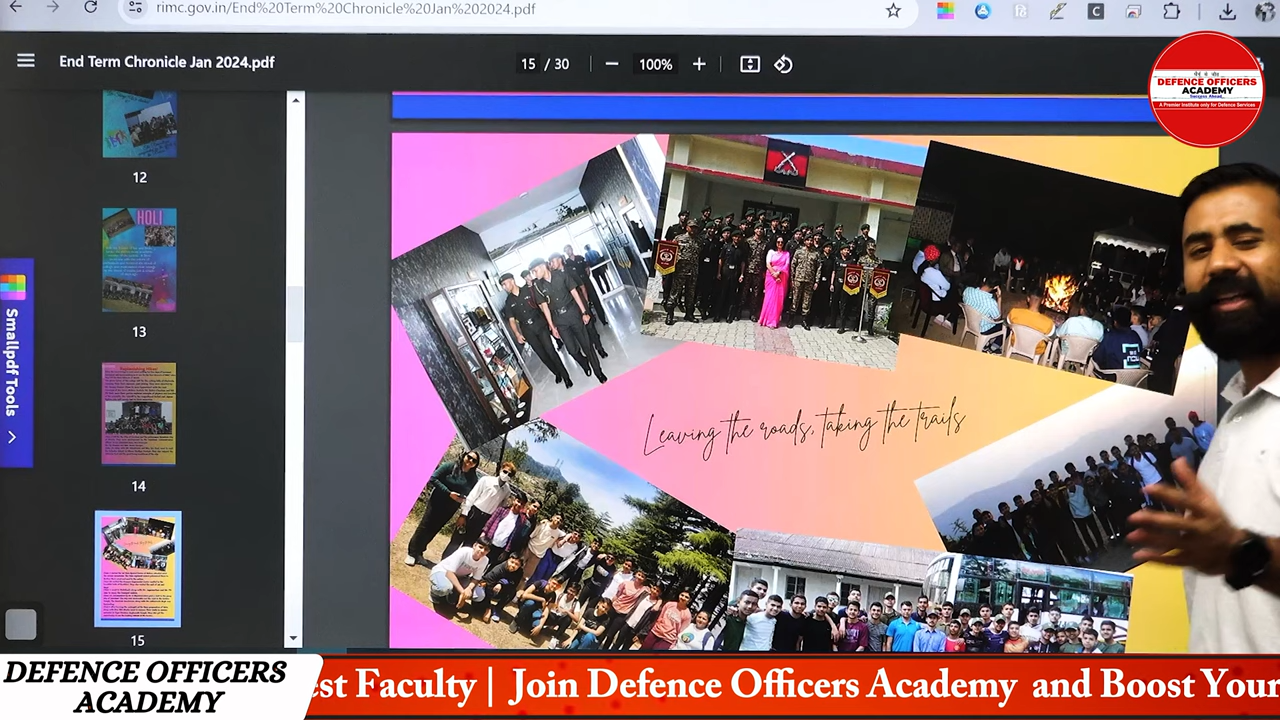 rimc.gov.in/End%20Term%20Chronicle%20Jan%202024.pdf
End Term Chronicle Jan 2024.pdf
15 / 30
100%
DEFENCE OFFICERS
ACADEMY
A Premier Institute only for Defence Services
12
HOLI
13
14
15
Smallpdf Tools
Leaving the roads, taking the trails
DEFENCE OFFICERS
ACADEMY
est Faculty | Join Defence Officers Academy and Boost Your